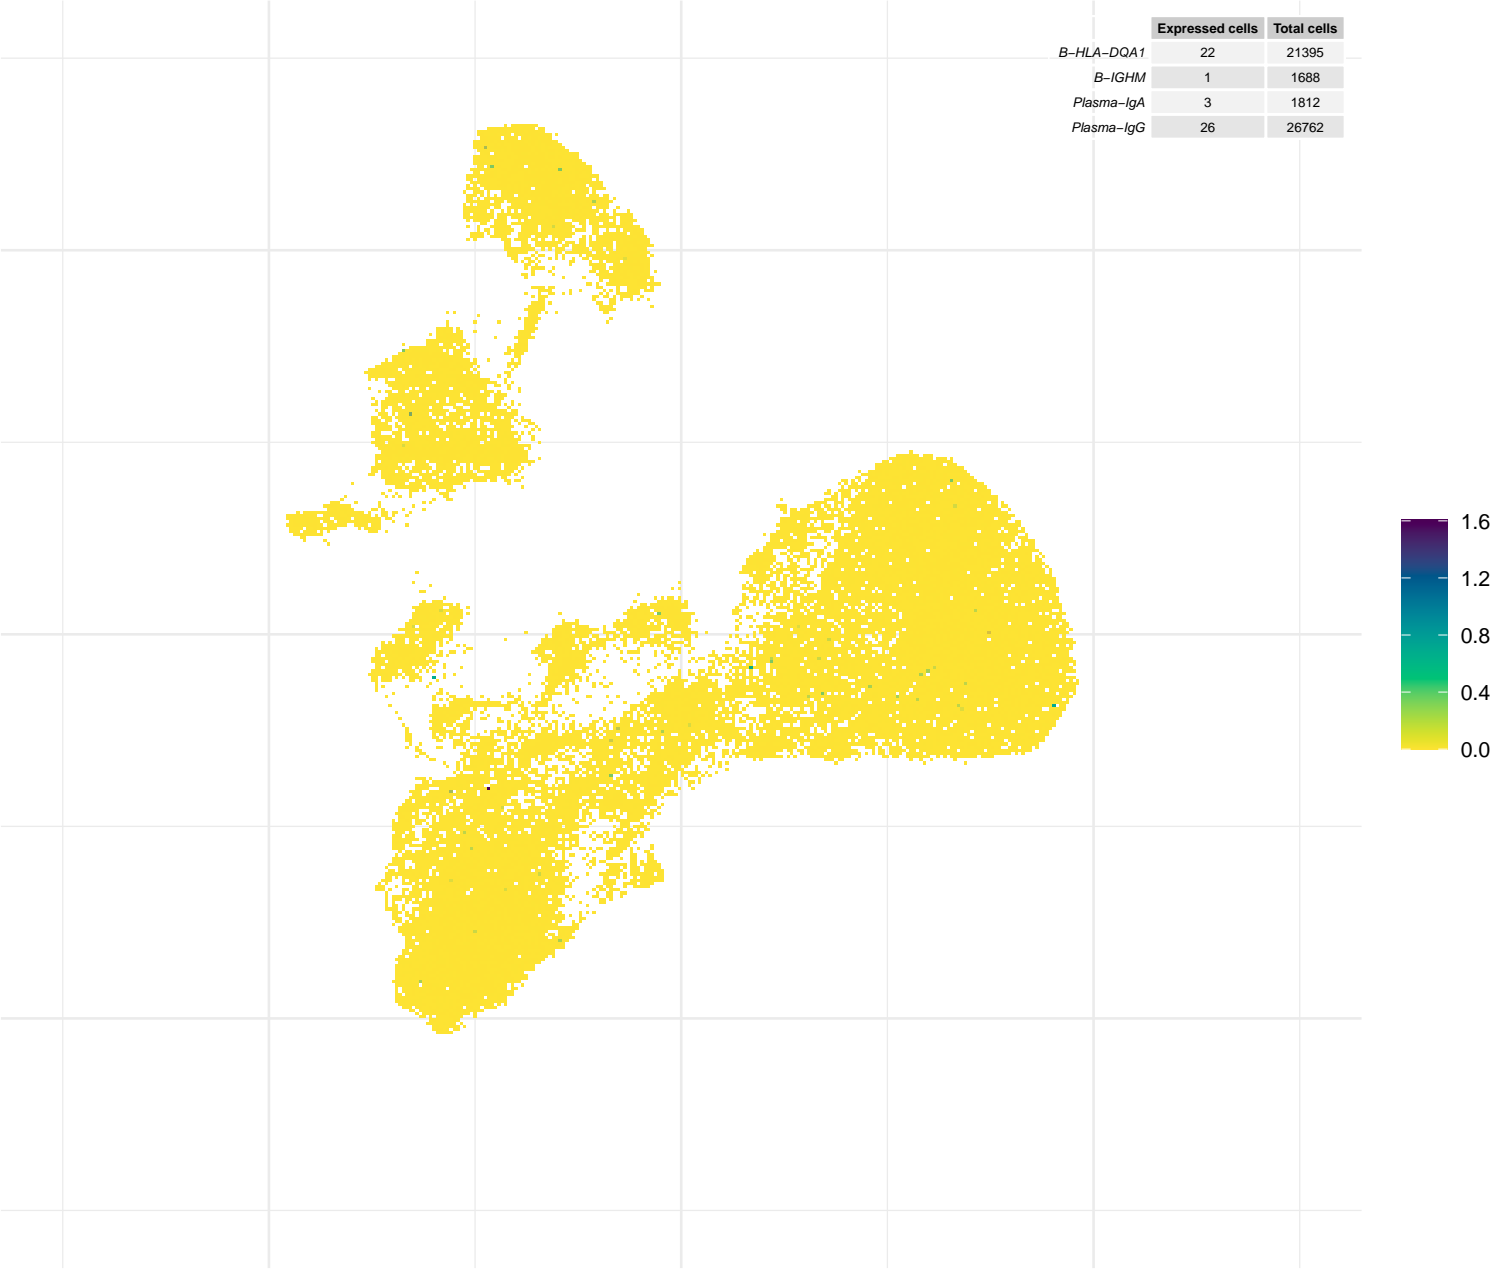 Expressed cells Total cells
B−HLA−DQA1 22 21395
B−IGHM 1 1688
Plasma−IgA 3 1812
Plasma−IgG 26 26762
1.6
1.2
0.8
0.4
0.0